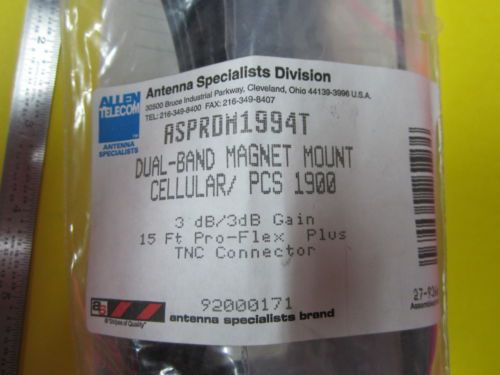 ALLEN
TELECOM
ANTENNA
SPECIALISTS
Antenna Specialists Division
30500 Bruce Industrial Parkway, Cleveland, Ohio 44139-3996 U.S.A.
TEL: 216-349-8400 FAX: 216-349-8407
ASPRDM1994T
DUAL-BAND MAGNET MOUNT
CELLULAR/ PCS 1900
3 dB/3dB Gain
15 Ft Pro-Flex Plus
TNC Connector
92000171
"Stripes of Quality"
antenna specialists brand